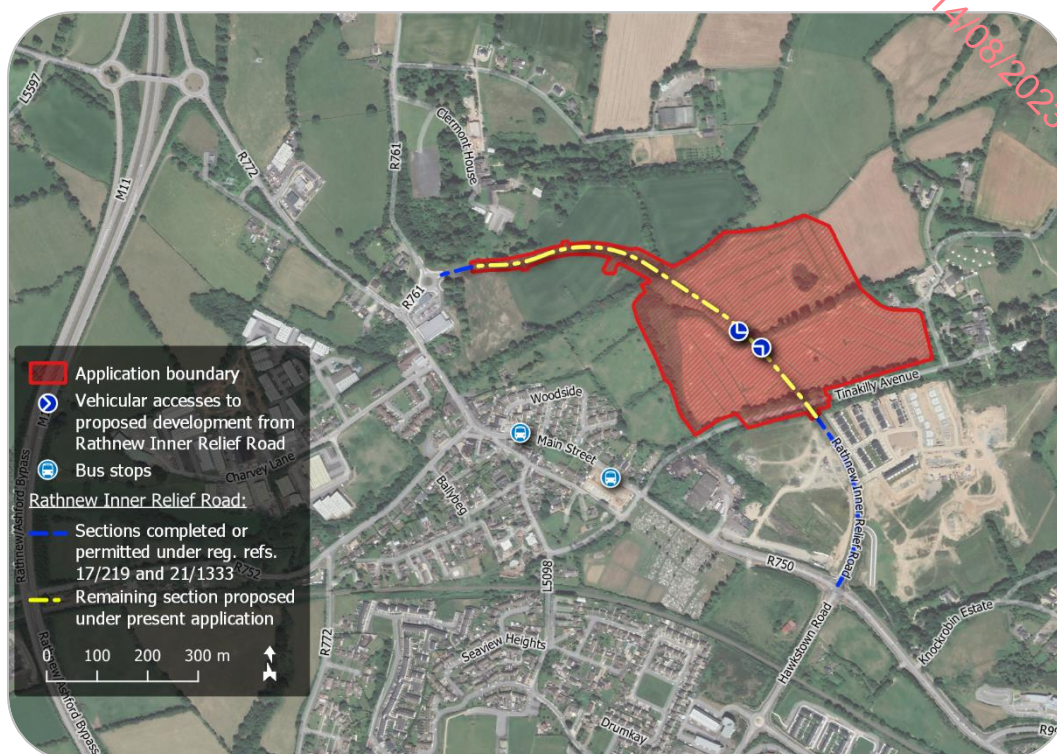 14/08/2023
L5597
M11
R772
R761
Clermont House
R761
Tinakilly Avenue
Woodside
Main Street
Ballybeg
Charvey Lane
Rathnew Inner Relief Road
R750
R752
L5098
R772
Seaview Heights
Hawkstown Road
Knockrobin Estate
Drumkay
Rathnew/Ashford Bypass
Application boundary
Vehicular accesses to
proposed development from
Rathnew Inner Relief Road
Bus stops
Rathnew Inner Relief Road:
Sections completed or
permitted under reg. refs.
17/219 and 21/1333
Remaining section proposed
under present application
0 100 200 300 m